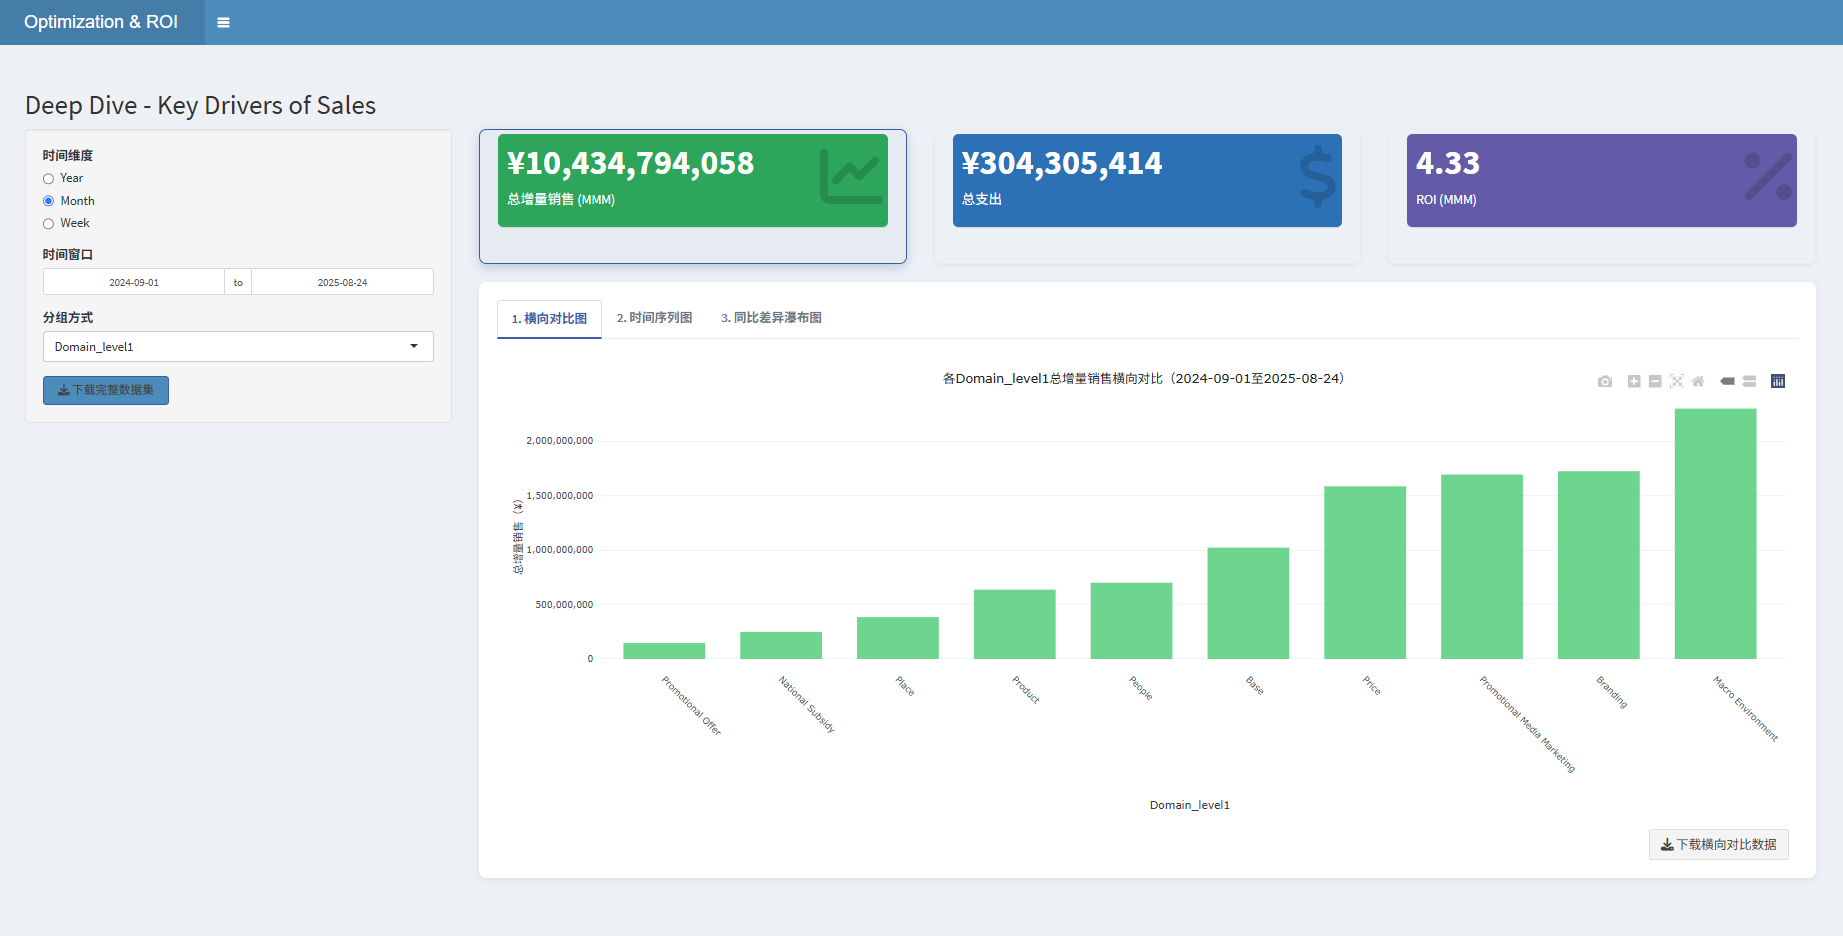 Optimization & ROI
Deep Dive - Key Drivers of Sales
时间维度
Year
Month
Week
时间窗口
2024-09-01 to 2025-08-24
分组方式
Domain_level1
下载完整数据集
¥10,434,794,058
总增量销售 (MMM)
¥304,305,414
总支出
4.33
ROI (MMM)
1. 横向对比图
2. 时间序列图
3. 同比差异瀑布图
各Domain_level1总增量销售横向对比（2024-09-01至2025-08-24）
总增量销售（¥）
2,000,000,000
1,500,000,000
1,000,000,000
500,000,000
0
Promotional Offer
National Subsidy
Place
Product
People
Base
Price
Promotional Media Marketing
Branding
Macro Environment
Domain_level1
下载横向对比数据